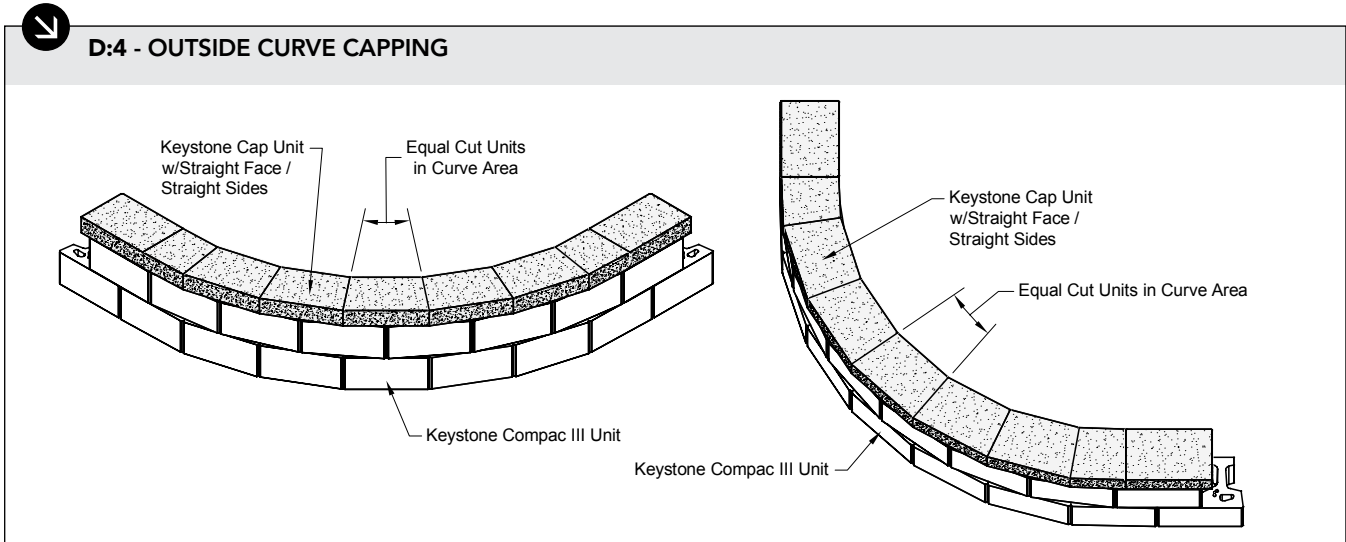 D:4 - OUTSIDE CURVE CAPPING
Keystone Cap Unit
w/Straight Face /
Straight Sides
Equal Cut Units
in Curve Area
Keystone Compac III Unit
Keystone Cap Unit
w/Straight Face /
Straight Sides
Equal Cut Units in Curve Area
Keystone Compac III Unit